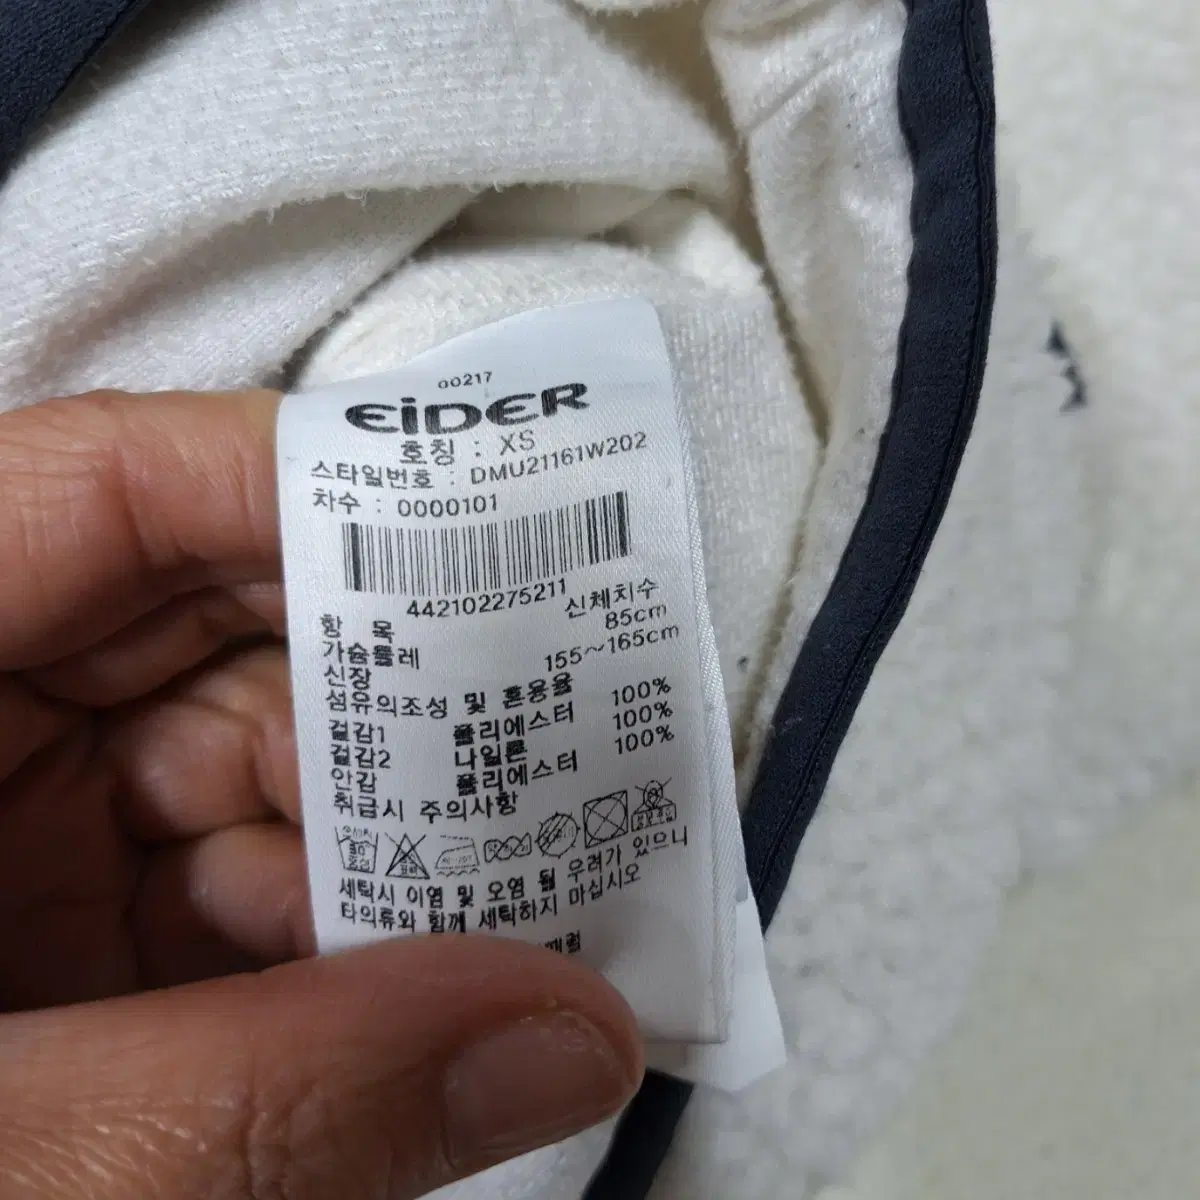 00217
EiDER
호칭 : XS
스타일번호 : DMU21161W202
차수 : 0000101
442102275211
항 목 신체치수
가슴둘레 85cm
신장 155~165cm
섬유의조성 및 혼용율
겉감1 폴리에스터 100%
겉감2 나일론 100%
안감 폴리에스터 100%
취급시 주의사항
세탁시 이염 및 오염 될 우려가 있으니
타의류와 함께 세탁하지 마십시오